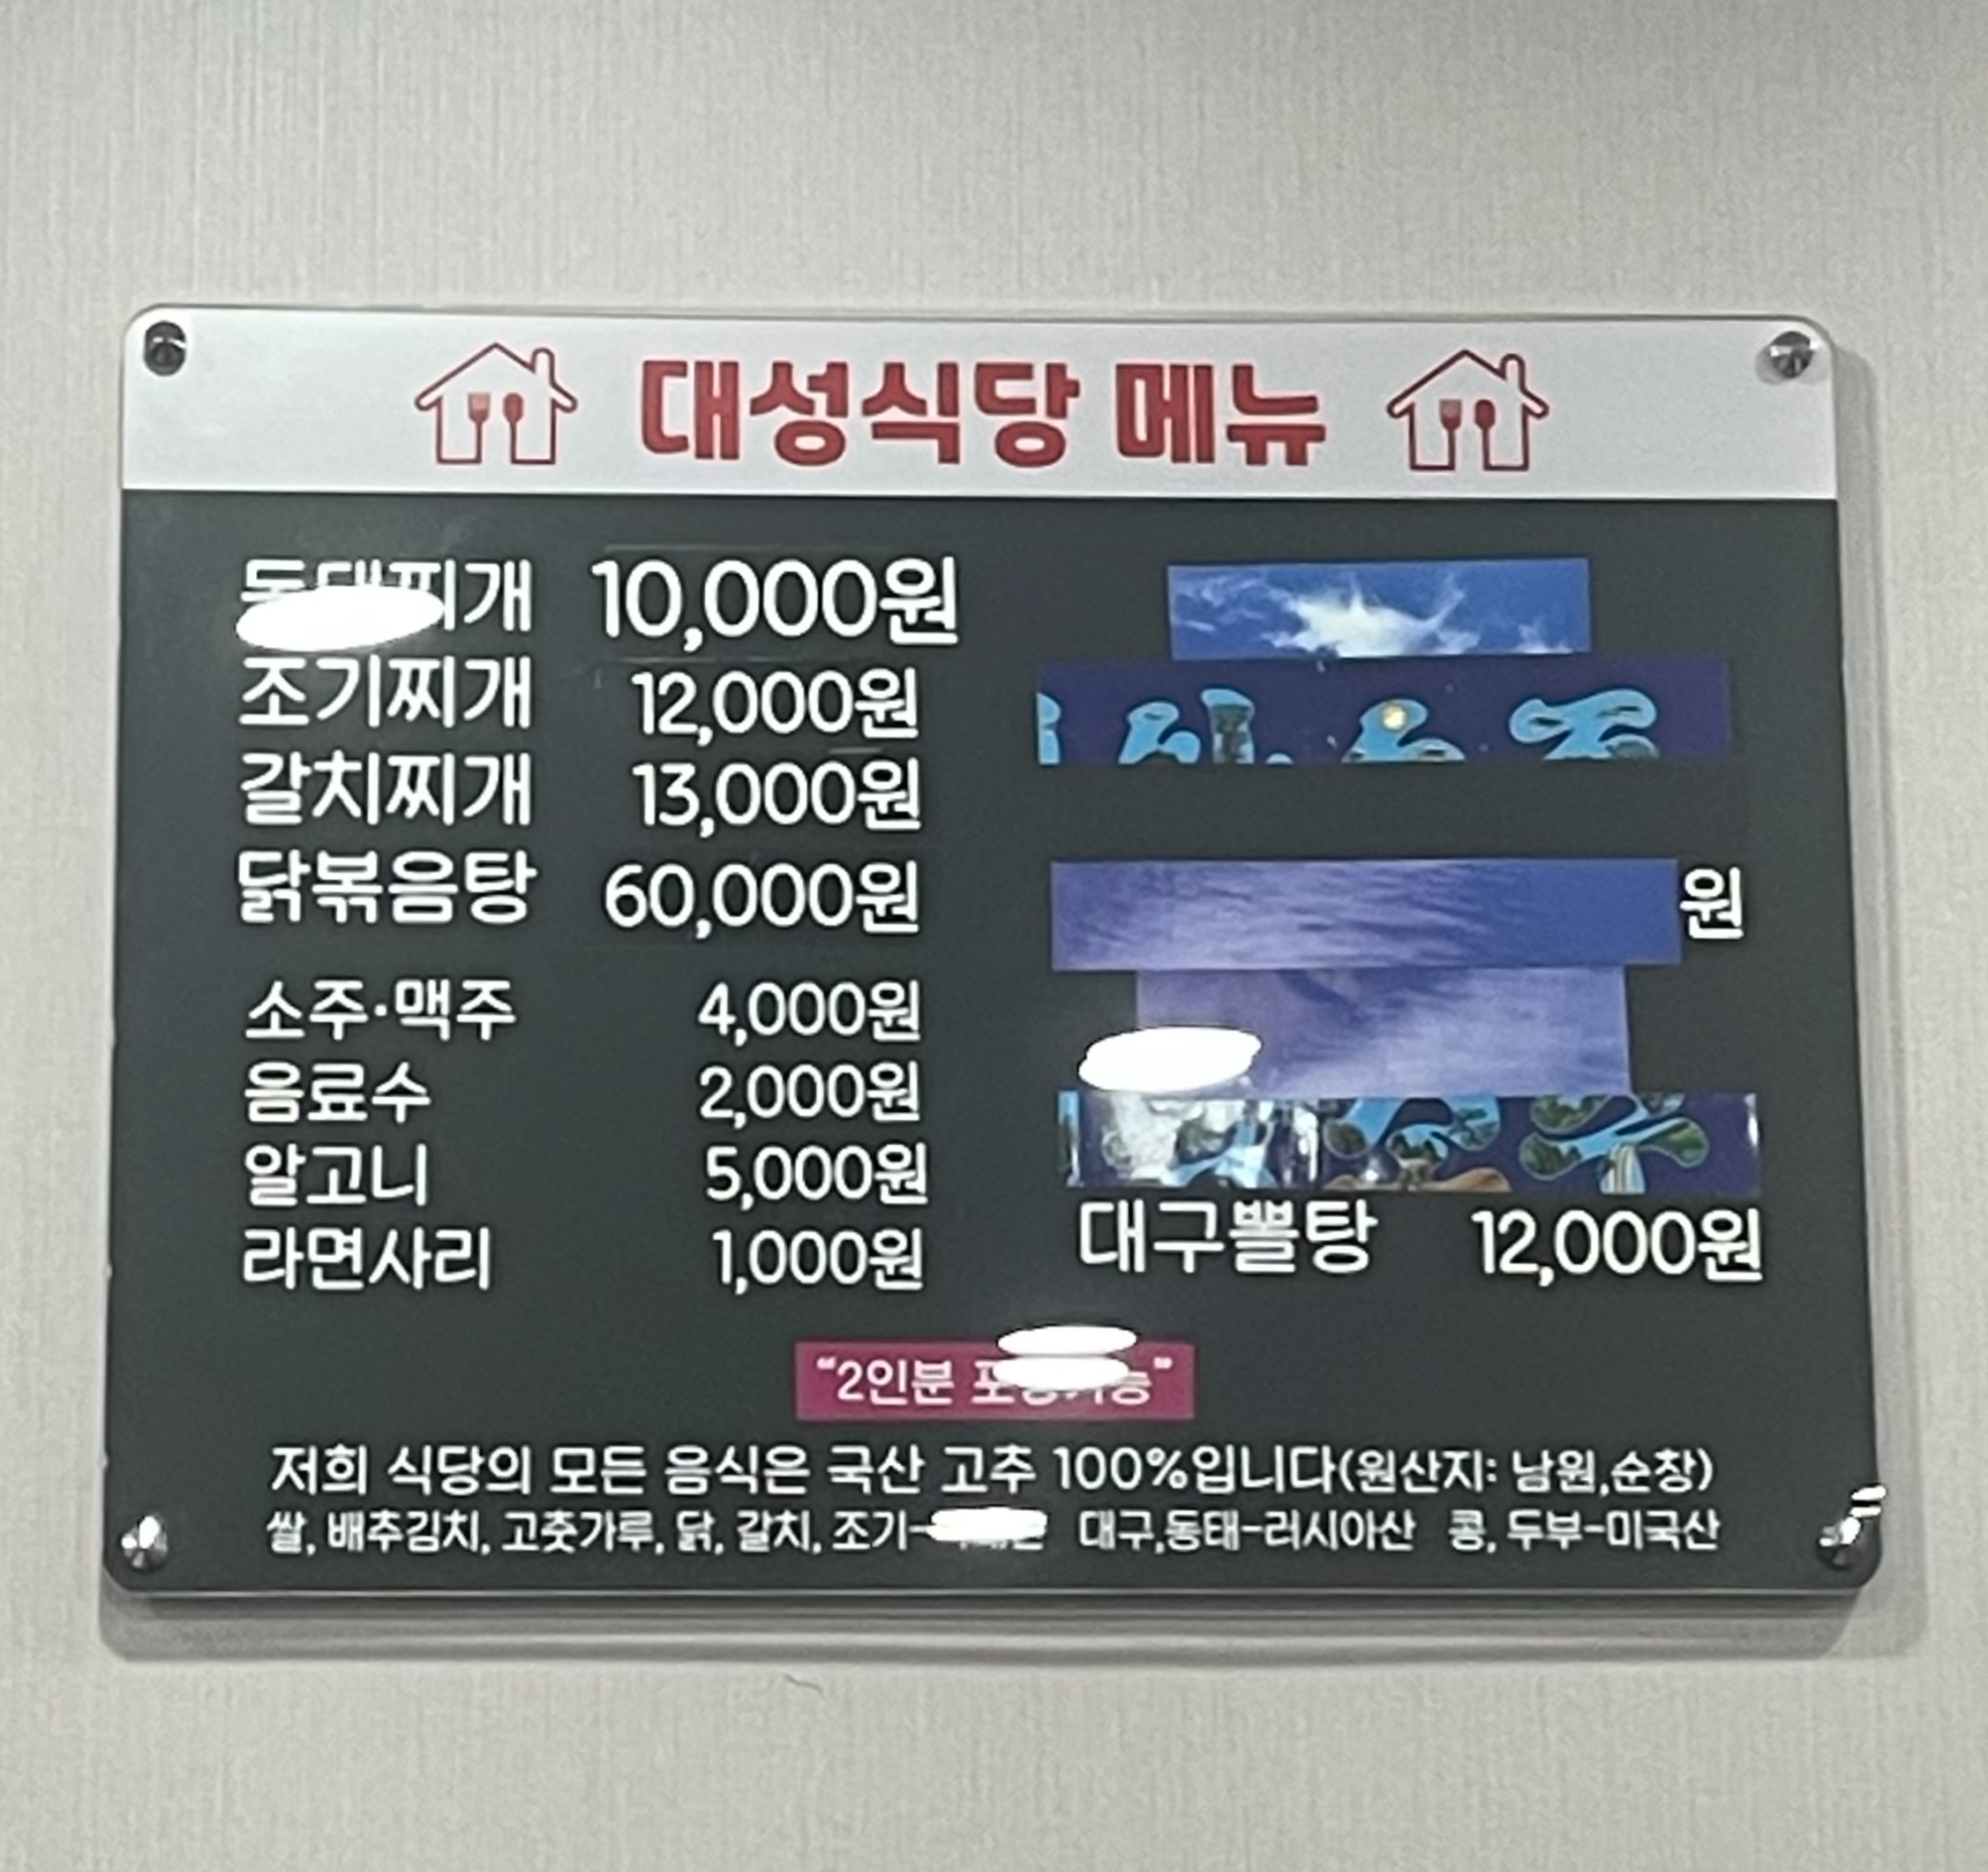 대성식당 메뉴
10,000원
조기찌개 12,000원
갈치찌개 13,000원
닭볶음탕 60,000원
원
소주·맥주 4,000원
음료수 2,000원
알고니 5,000원
라면사리 1,000원
대구뽈탕 12,000원
"2인분
저희 식당의 모든 음식은 국산 고추 100%입니다(원산지: 남원,순창)
쌀, 배추김치, 고춧가루, 닭, 갈치, 조기- 대구,동태-러시아산 콩, 두부-미국산